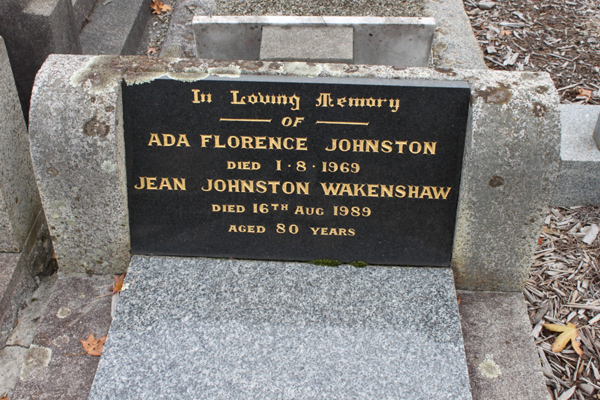 In Loving Memory
OF
ADA FLORENCE JOHNSTON
DIED 1·8·1969
JEAN JOHNSTON WAKENSHAW
DIED 16TH AUG 1989
AGED 80 YEARS